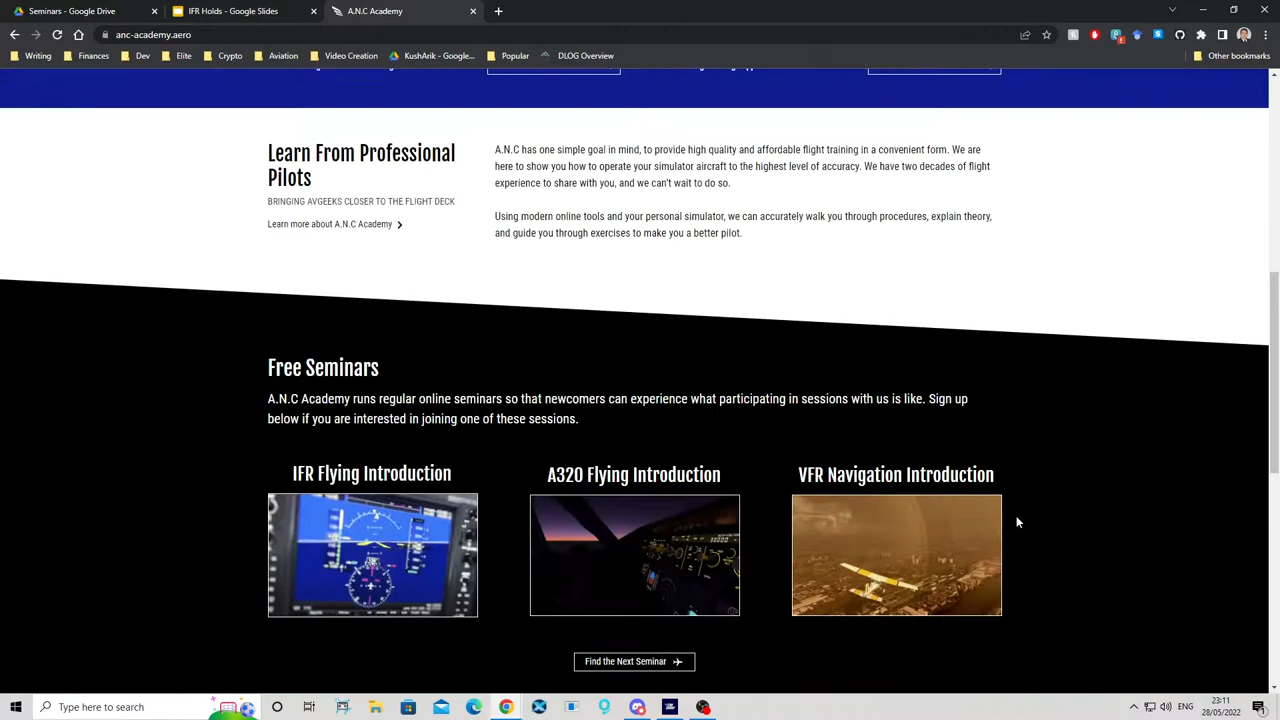 Seminars - Google Drive
IFR Holds - Google Slides
A.N.C Academy
anc-academy.aero
Writing
Finances
Dev
Elite
Crypto
Aviation
Video Creation
KushArik - Google...
Popular
DLOG Overview
Other bookmarks
Learn From Professional
Pilots
BRINGING AVGEEKS CLOSER TO THE FLIGHT DECK
Learn more about A.N.C Academy
A.N.C has one simple goal in mind, to provide high quality and affordable flight training in a convenient form. We are
here to show you how to operate your simulator aircraft to the highest level of accuracy. We have two decades of flight
experience to share with you, and we can't wait to do so.
Using modern online tools and your personal simulator, we can accurately walk you through procedures, explain theory,
and guide you through exercises to make you a better pilot.
Free Seminars
A.N.C Academy runs regular online seminars so that newcomers can experience what participating in sessions with us is like. Sign up
below if you are interested in joining one of these sessions.
IFR Flying Introduction
A320 Flying Introduction
VFR Navigation Introduction
Find the Next Seminar
Type here to search
ENG
23:11
28/05/2022